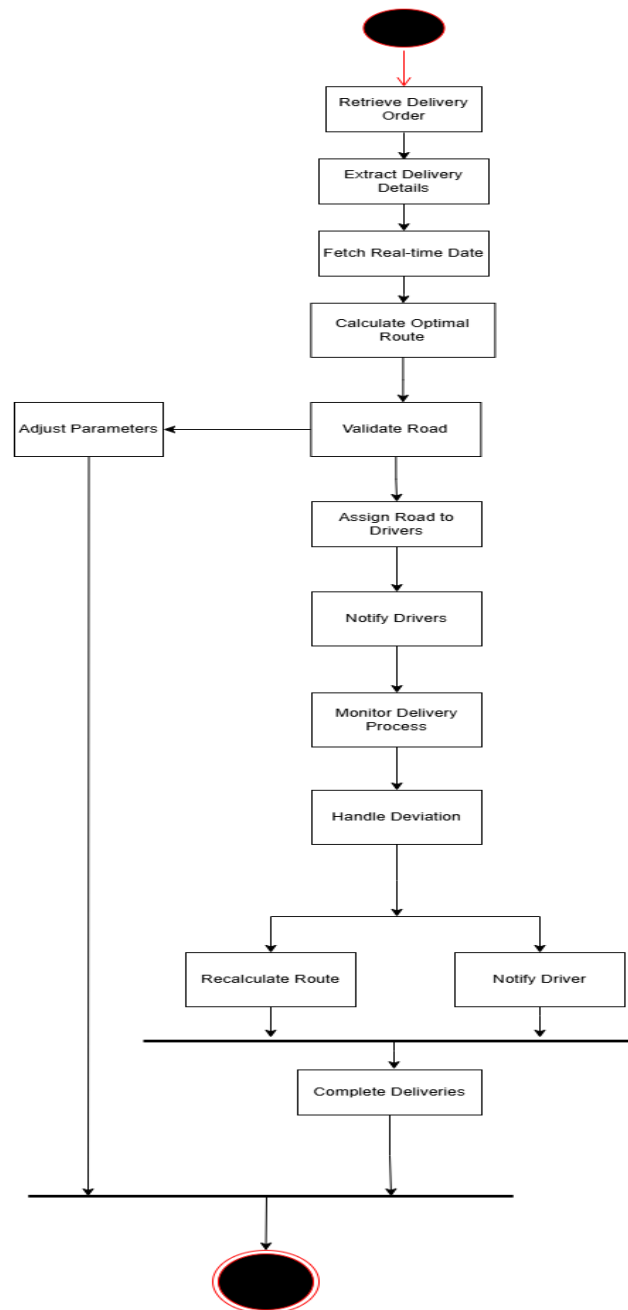 Retrieve Delivery
Order
Extract Delivery
Details
Fetch Real-time Date
Calculate Optimal
Route
Adjust Parameters
Validate Road
Assign Road to
Drivers
Notify Drivers
Monitor Delivery
Process
Handle Deviation
Recalculate Route
Notify Driver
Complete Deliveries